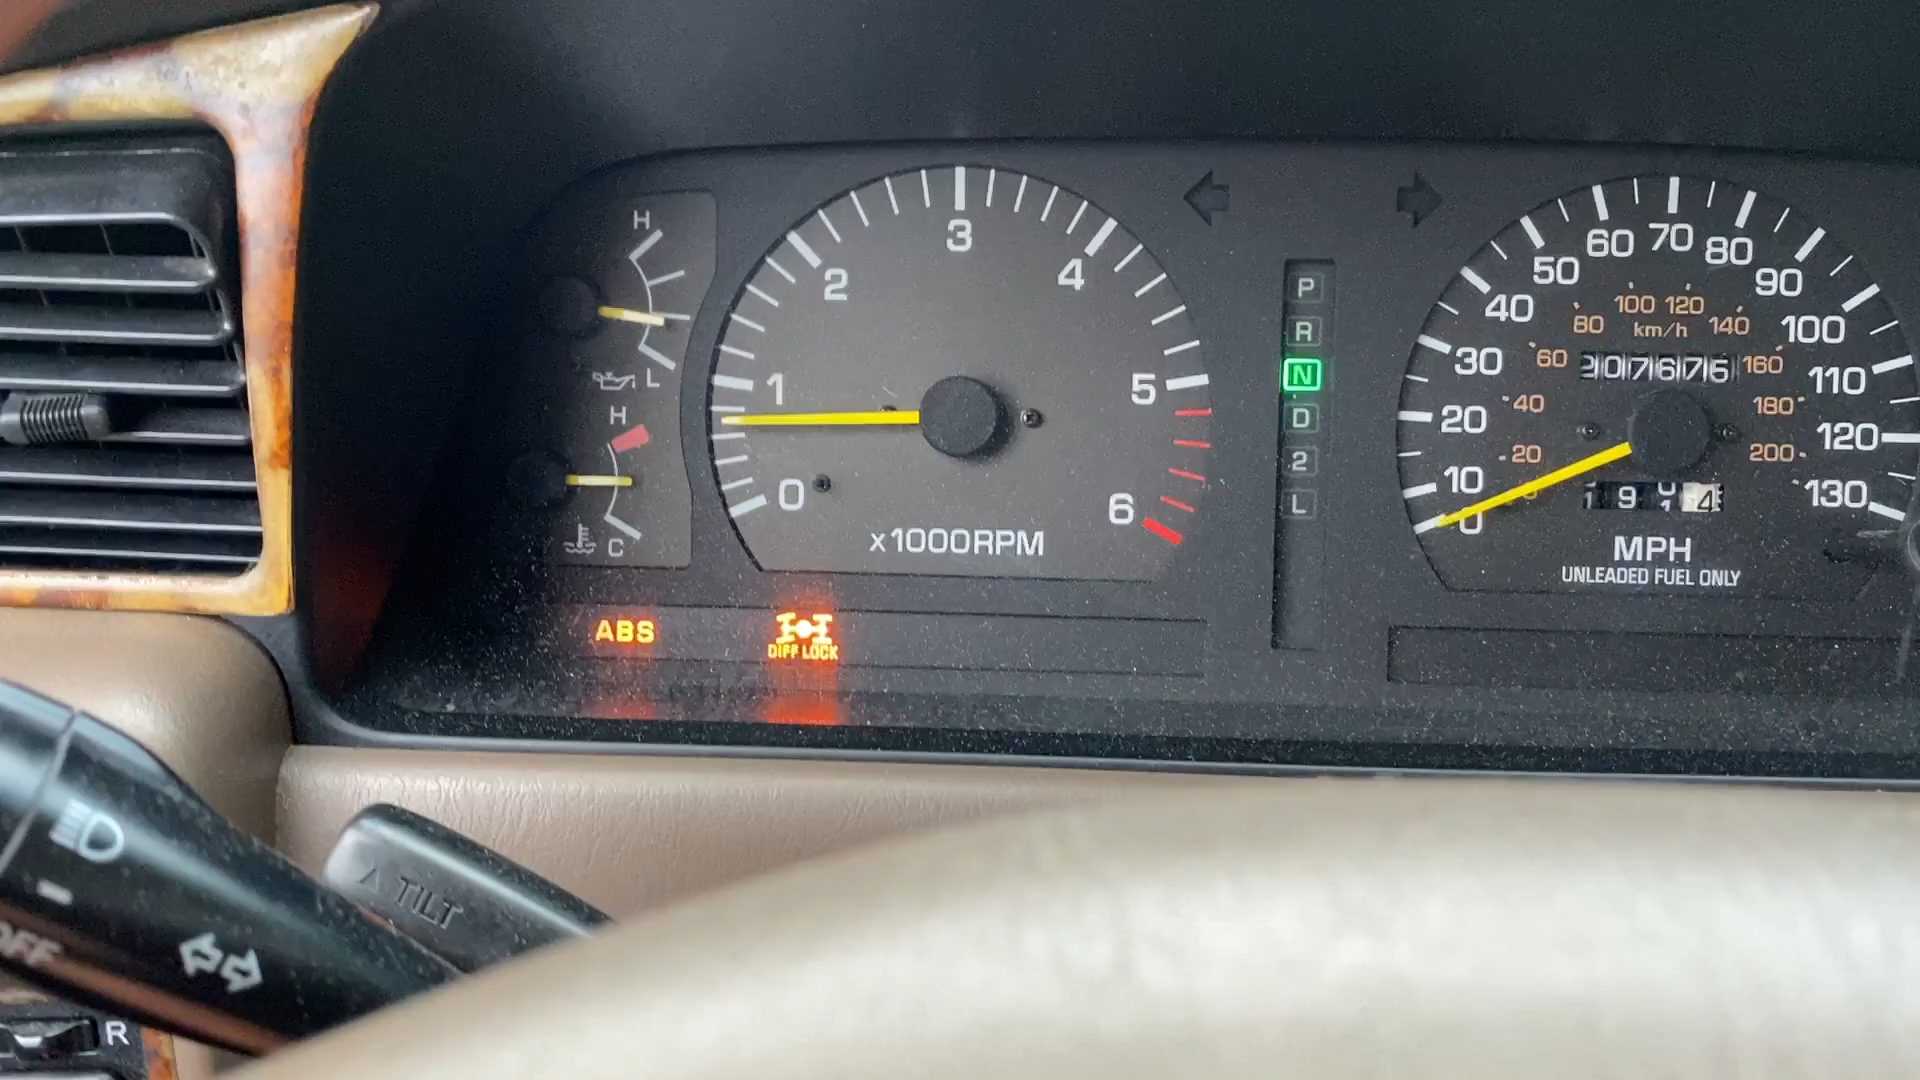 H
L
H
C
0
1
2
3
4
5
6
x1000RPM
ABS
DIFF LOCK
P
R
N
D
2
L
0
10
20
30
40
50
60
70
80
90
100
110
120
130
20
40
60
80
100
120
140
160
180
200
km/h
207676
MPH
UNLEADED FUEL ONLY
TILT
OFF
R